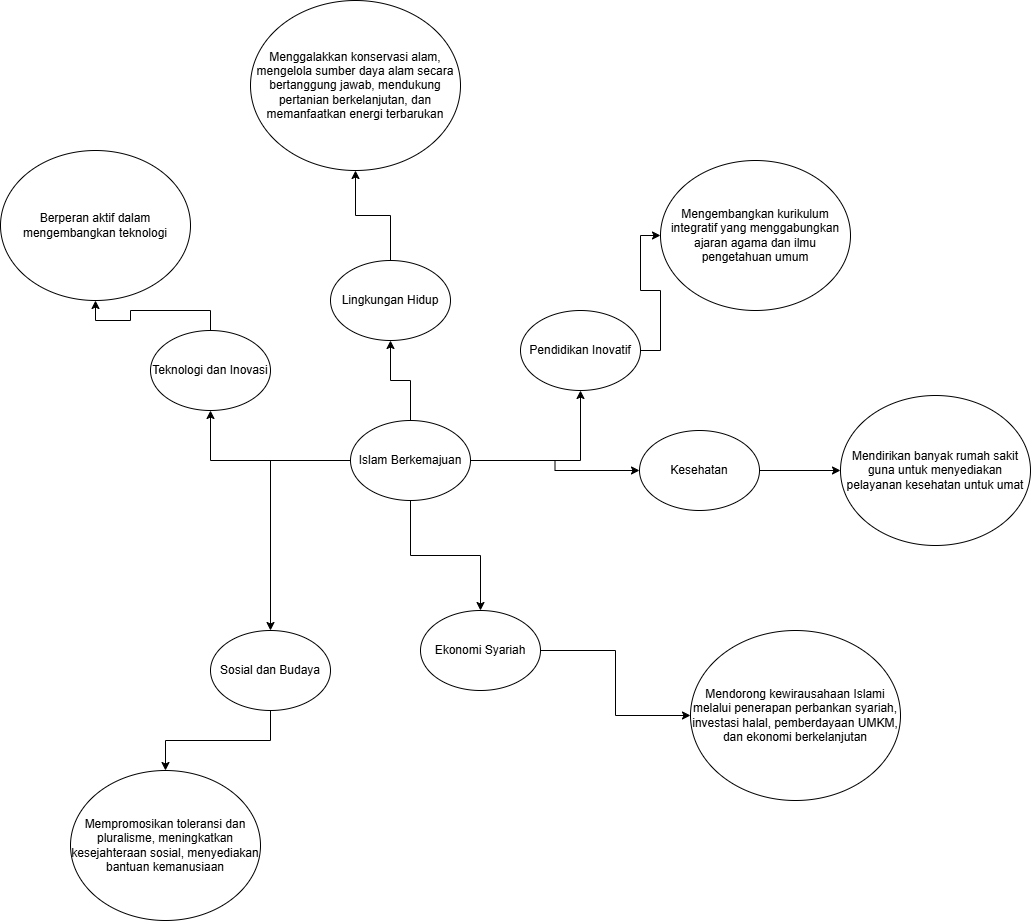 Menggalakkan konservasi alam,
mengelola sumber daya alam secara
bertanggung jawab, mendukung
pertanian berkelanjutan, dan
memanfaatkan energi terbarukan
Berperan aktif dalam
mengembangkan teknologi
Mengembangkan kurikulum
integratif yang menggabungkan
ajaran agama dan ilmu
pengetahuan umum
Lingkungan Hidup
Teknologi dan Inovasi
Pendidikan Inovatif
Islam Berkemajuan
Kesehatan
Mendirikan banyak rumah sakit
guna untuk menyediakan
pelayanan kesehatan untuk umat
Sosial dan Budaya
Ekonomi Syariah
Mendorong kewirausahaan Islami
melalui penerapan perbankan syariah,
investasi halal, pemberdayaan UMKM,
dan ekonomi berkelanjutan
Mempromosikan toleransi dan
pluralisme, meningkatkan
kesejahteraan sosial, menyediakan
bantuan kemanusiaan